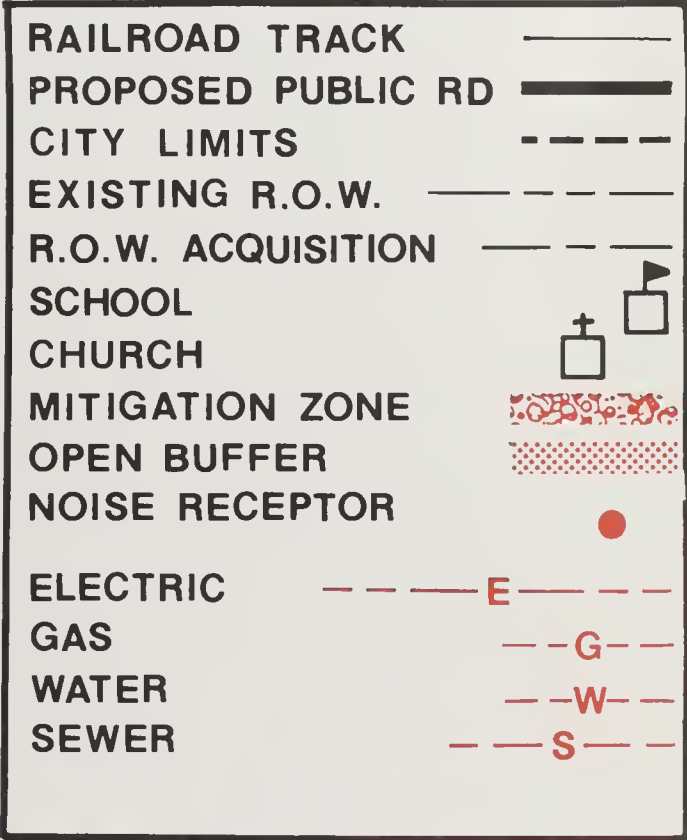 RAILROAD TRACK
PROPOSED PUBLIC RD
CITY LIMITS
EXISTING R.O.W.
R.O.W. ACQUISITION
SCHOOL
CHURCH
MITIGATION ZONE
OPEN BUFFER
NOISE RECEPTOR
ELECTRIC E
GAS G
WATER W
SEWER S